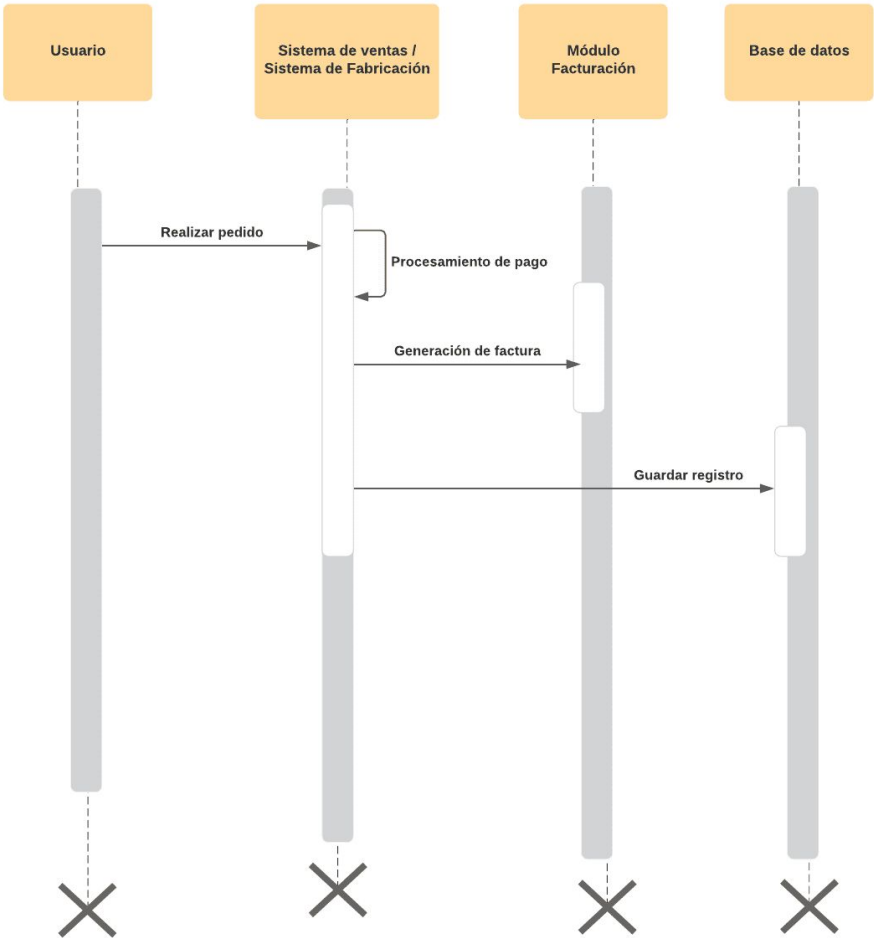 Usuario
Sistema de ventas /
Sistema de Fabricación
Módulo
Facturación
Base de datos
Realizar pedido
Procesamiento de pago
Generación de factura
Guardar registro